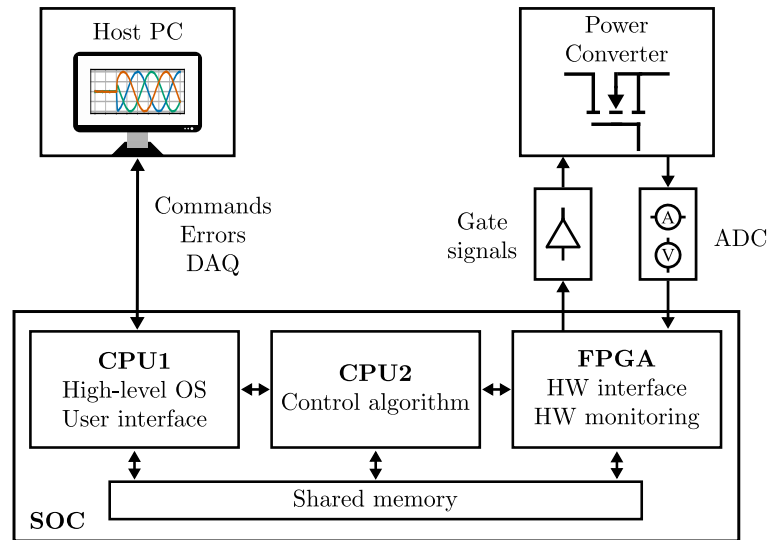 Host PC
Power
Converter
Commands
Errors
DAQ
Gate
signals
A
V
ADC
CPU1
High-level OS
User interface
CPU2
Control algorithm
FPGA
HW interface
HW monitoring
Shared memory
SOC